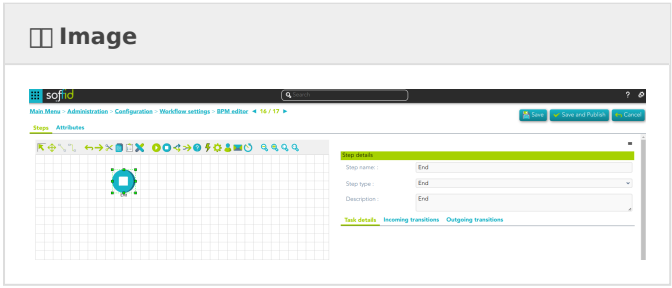 Image
soffid
Search
?
Main Menu > Administration > Configuration > Workflow settings > BPM editor ◄ 16 / 17 ►
Save
Save and Publish
Cancel
Steps Attributes
Step details
Step name :
End
Step type :
End
Description :
End
End
Task details Incoming transitions Outgoing transitions